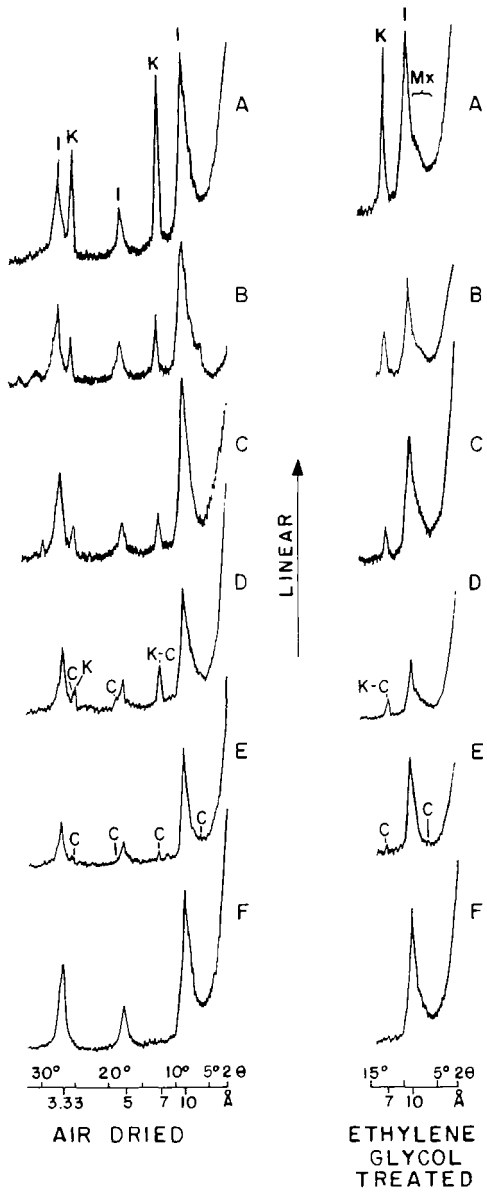 I
K
I
K
I
A
B
C
D
C
K
C
K-C
E
C
C
C
C
F
30° 20° 10° 5° 2θ
3.33 5 7 10 Å
AIR DRIED
LINEAR
K
I
Mx
A
B
C
D
K-C
E
C
C
F
15° 5° 2θ
7 10 Å
ETHYLENE
GLYCOL
TREATED